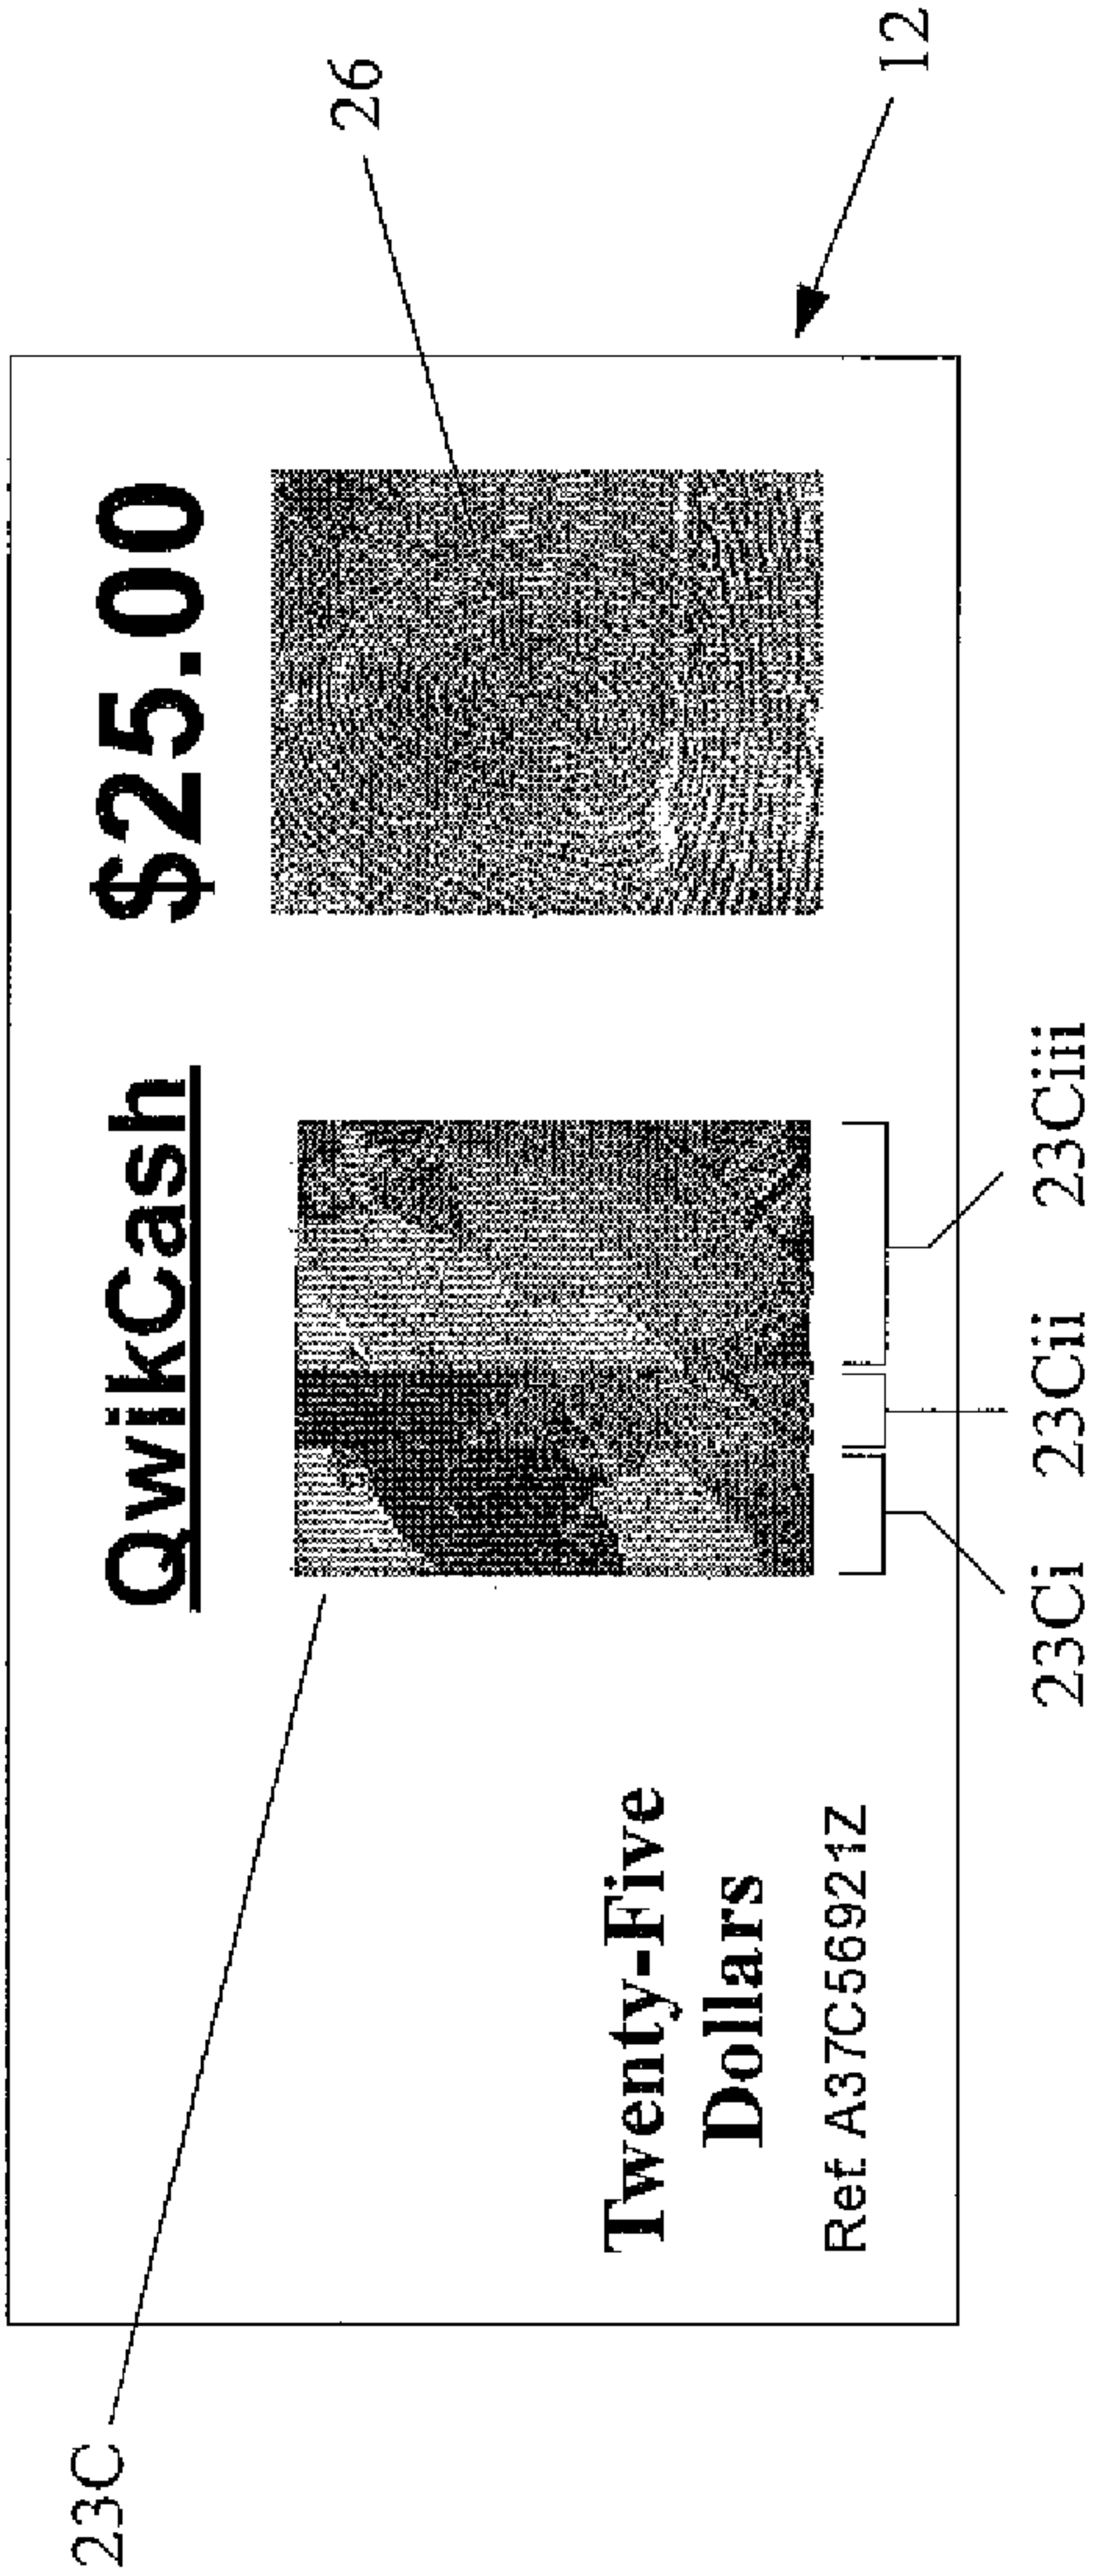 23C
QwikCash $25.00
26
Twenty-Five
Dollars
Ref. A37C56921Z
12
23Ci 23Cii 23Ciii